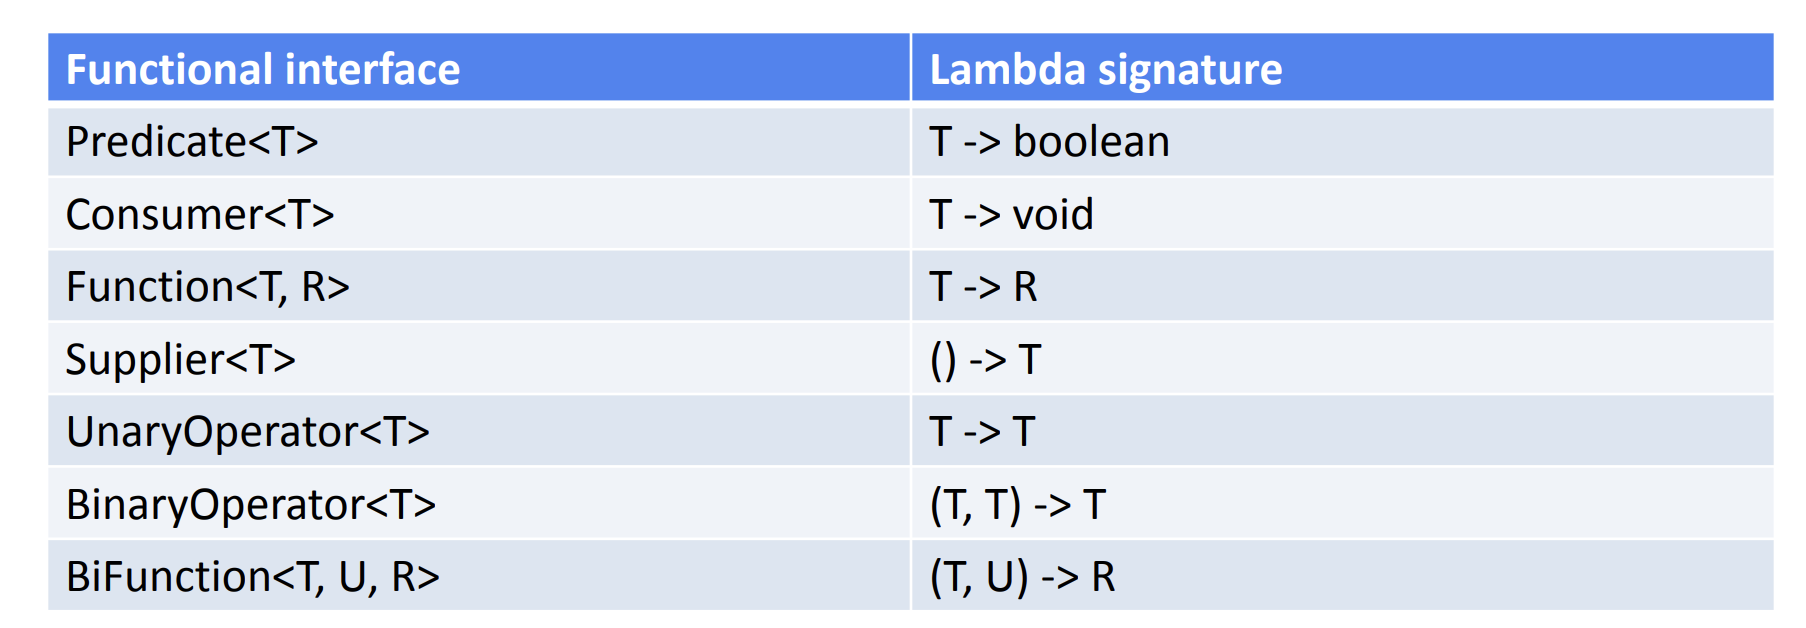 Functional interface Lambda signature
Predicate<T> T -> boolean
Consumer<T> T -> void
Function<T, R> T -> R
Supplier<T> () -> T
UnaryOperator<T> T -> T
BinaryOperator<T> (T, T) -> T
BiFunction<T, U, R> (T, U) -> R